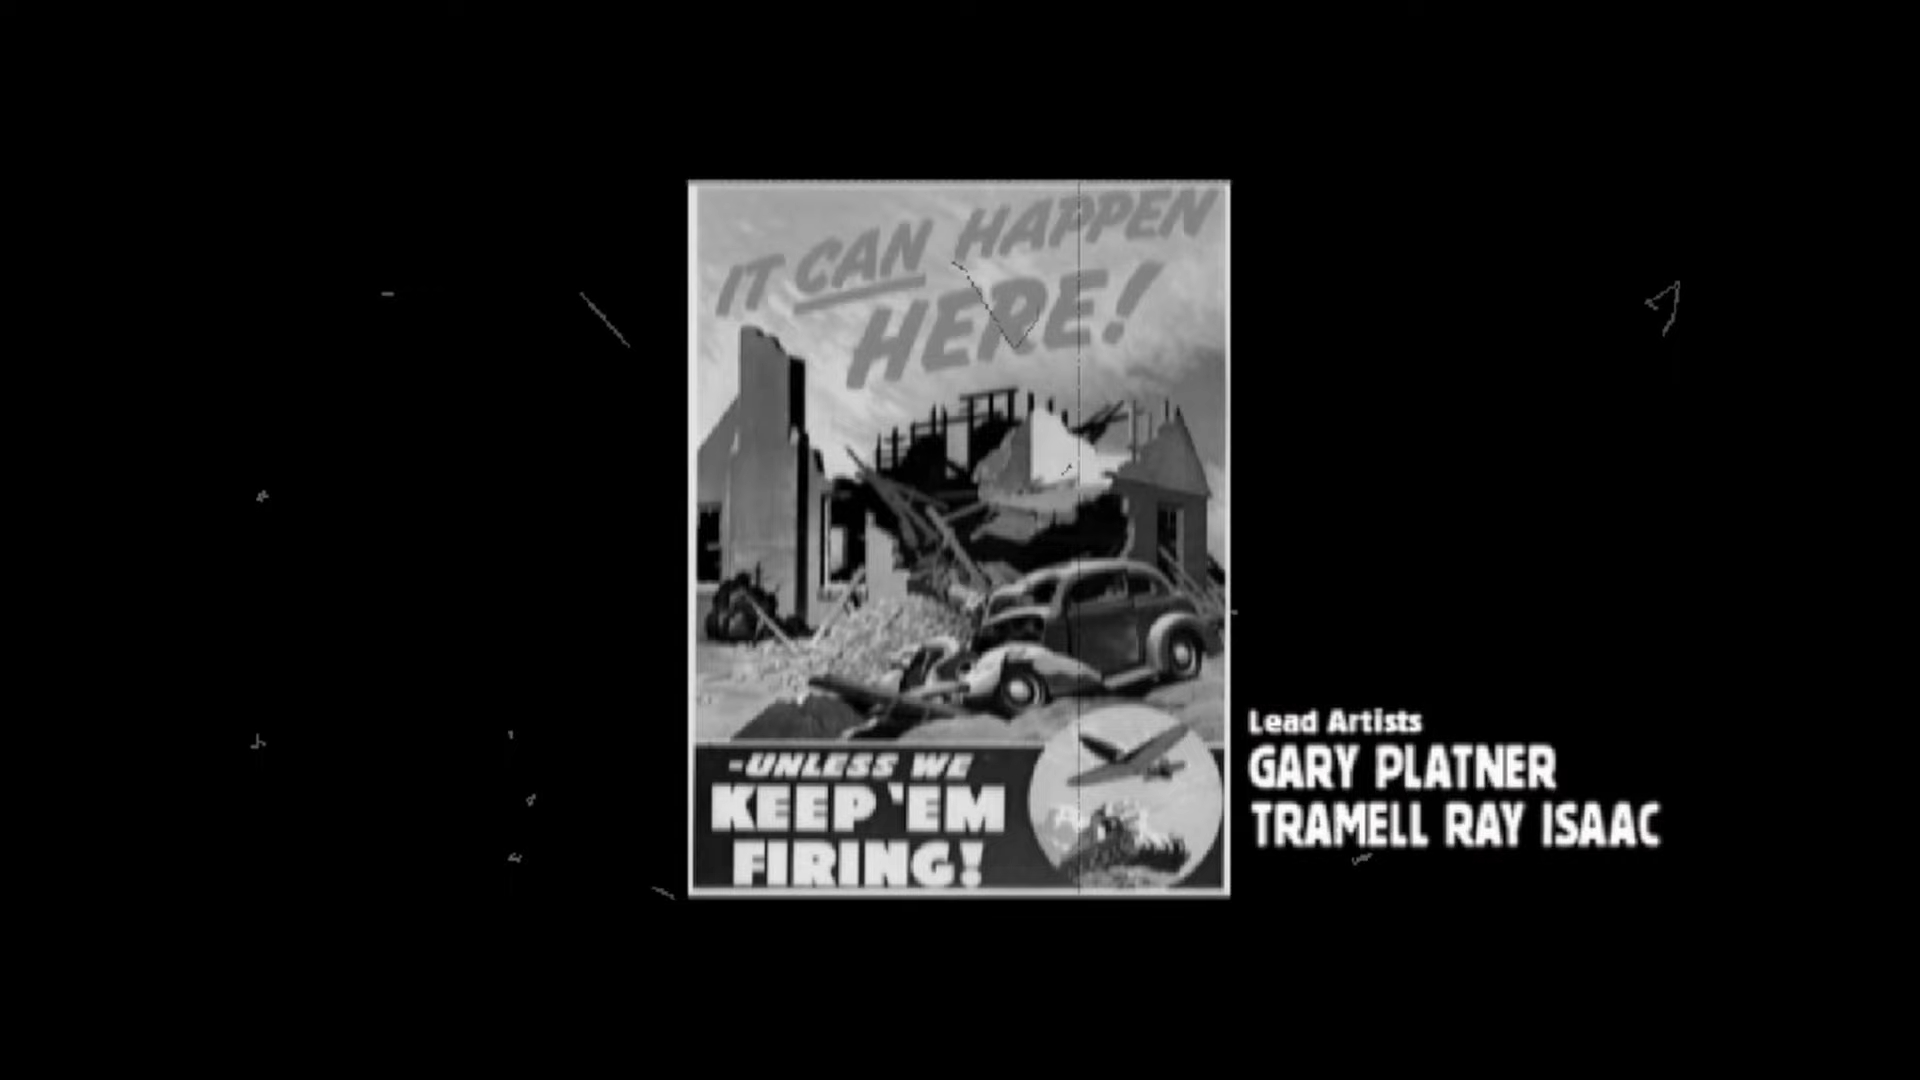 IT CAN HAPPEN
HERE!
-UNLESS WE
KEEP 'EM
FIRING!
Lead Artists
GARY PLATNER
TRAMELL RAY ISAAC